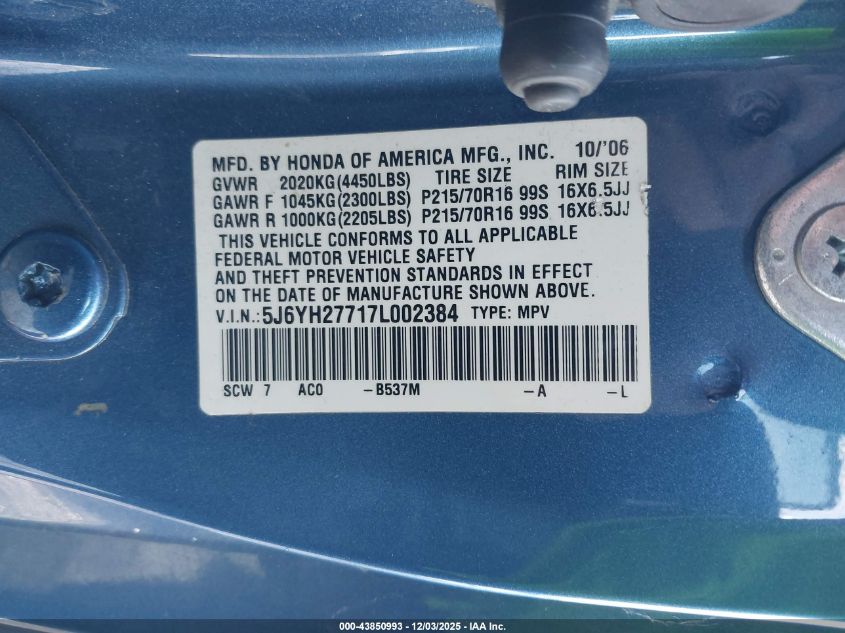 MFD. BY HONDA OF AMERICA MFG., INC. 10/'06
GVWR 2020KG(4450LBS) TIRE SIZE RIM SIZE
GAWR F 1045KG(2300LBS) P215/70R16 99S 16X6.5JJ
GAWR R 1000KG(2205LBS) P215/70R16 99S 16X6.5JJ
THIS VEHICLE CONFORMS TO ALL APPLICABLE
FEDERAL MOTOR VEHICLE SAFETY
AND THEFT PREVENTION STANDARDS IN EFFECT
ON THE DATE OF MANUFACTURE SHOWN ABOVE.
V.I.N.:5J6YH27717L002384 TYPE: MPV
SCW 7 AC0 -B537M -A -L
000-43850993 - 12/03/2025 - IAA Inc.